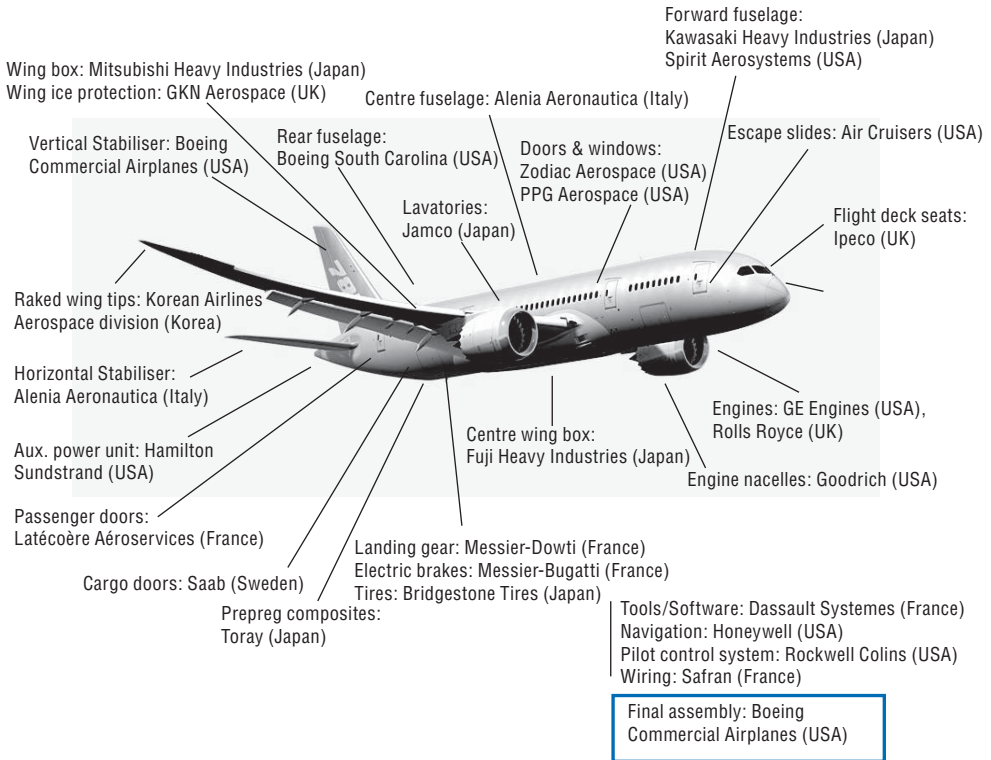 Forward fuselage:
Kawasaki Heavy Industries (Japan)
Spirit Aerosystems (USA)
Wing box: Mitsubishi Heavy Industries (Japan)
Wing ice protection: GKN Aerospace (UK)
Centre fuselage: Alenia Aeronautica (Italy)
Escape slides: Air Cruisers (USA)
Vertical Stabiliser: Boeing
Commercial Airplanes (USA)
Rear fuselage:
Boeing South Carolina (USA)
Doors & windows:
Zodiac Aerospace (USA)
PPG Aerospace (USA)
Lavatories:
Jamco (Japan)
Flight deck seats:
Ipeco (UK)
78
Raked wing tips: Korean Airlines
Aerospace division (Korea)
Horizontal Stabiliser:
Alenia Aeronautica (Italy)
Engines: GE Engines (USA),
Rolls Royce (UK)
Centre wing box:
Fuji Heavy Industries (Japan)
Aux. power unit: Hamilton
Sundstrand (USA)
Engine nacelles: Goodrich (USA)
Passenger doors:
Latécoère Aéroservices (France)
Landing gear: Messier-Dowti (France)
Electric brakes: Messier-Bugatti (France)
Tires: Bridgestone Tires (Japan)
Cargo doors: Saab (Sweden)
Prepreg composites:
Toray (Japan)
Tools/Software: Dassault Systemes (France)
Navigation: Honeywell (USA)
Pilot control system: Rockwell Colins (USA)
Wiring: Safran (France)
Final assembly: Boeing
Commercial Airplanes (USA)